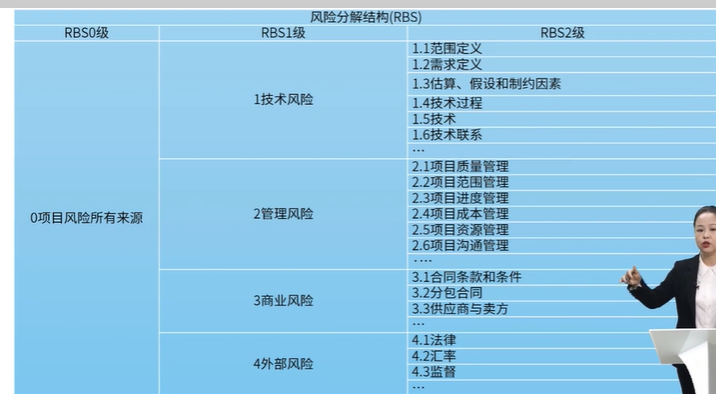 风险分解结构(RBS)
RBS0级 RBS1级 RBS2级
0项目风险所有来源
1技术风险
1.1范围定义
1.2需求定义
1.3估算、假设和制约因素
1.4技术过程
1.5技术
1.6技术联系
…
2管理风险
2.1项目质量管理
2.2项目范围管理
2.3项目进度管理
2.4项目成本管理
2.5项目资源管理
2.6项目沟通管理
....
3商业风险
3.1合同条款和条件
3.2分包合同
3.3供应商与卖方
…
4外部风险
4.1法律
4.2汇率
4.3监督
…